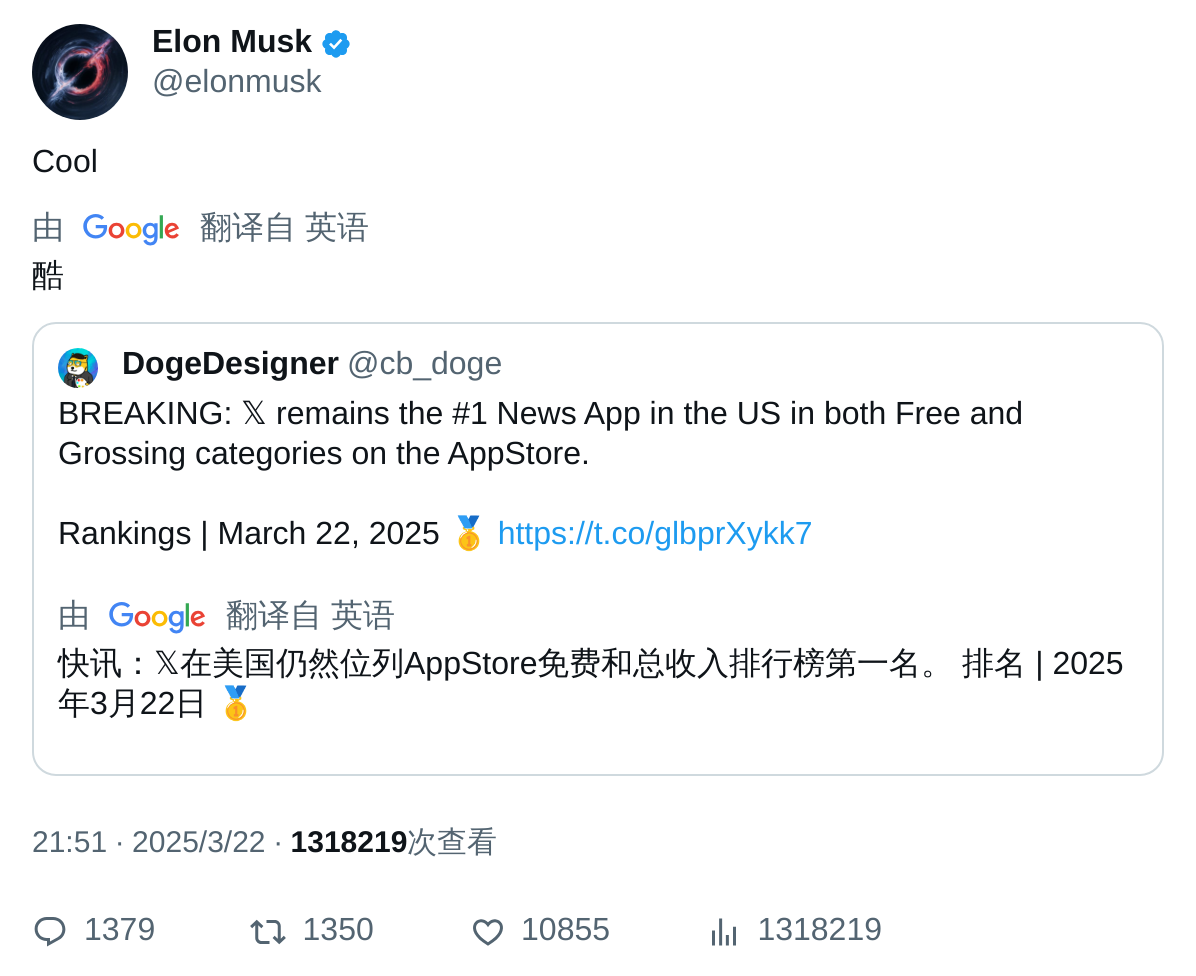 Elon Musk
@elonmusk
Cool
由 Google 翻译自 英语
酷
DogeDesigner @cb_doge
BREAKING: 𝕏 remains the #1 News App in the US in both Free and
Grossing categories on the AppStore.
Rankings | March 22, 2025 🥇 https://t.co/glbprXykk7
由 Google 翻译自 英语
快讯：𝕏在美国仍然位列AppStore免费和总收入排行榜第一名。 排名 | 2025
年3月22日 🥇
21:51 · 2025/3/22 · 1318219次查看
1379 1350 10855 1318219